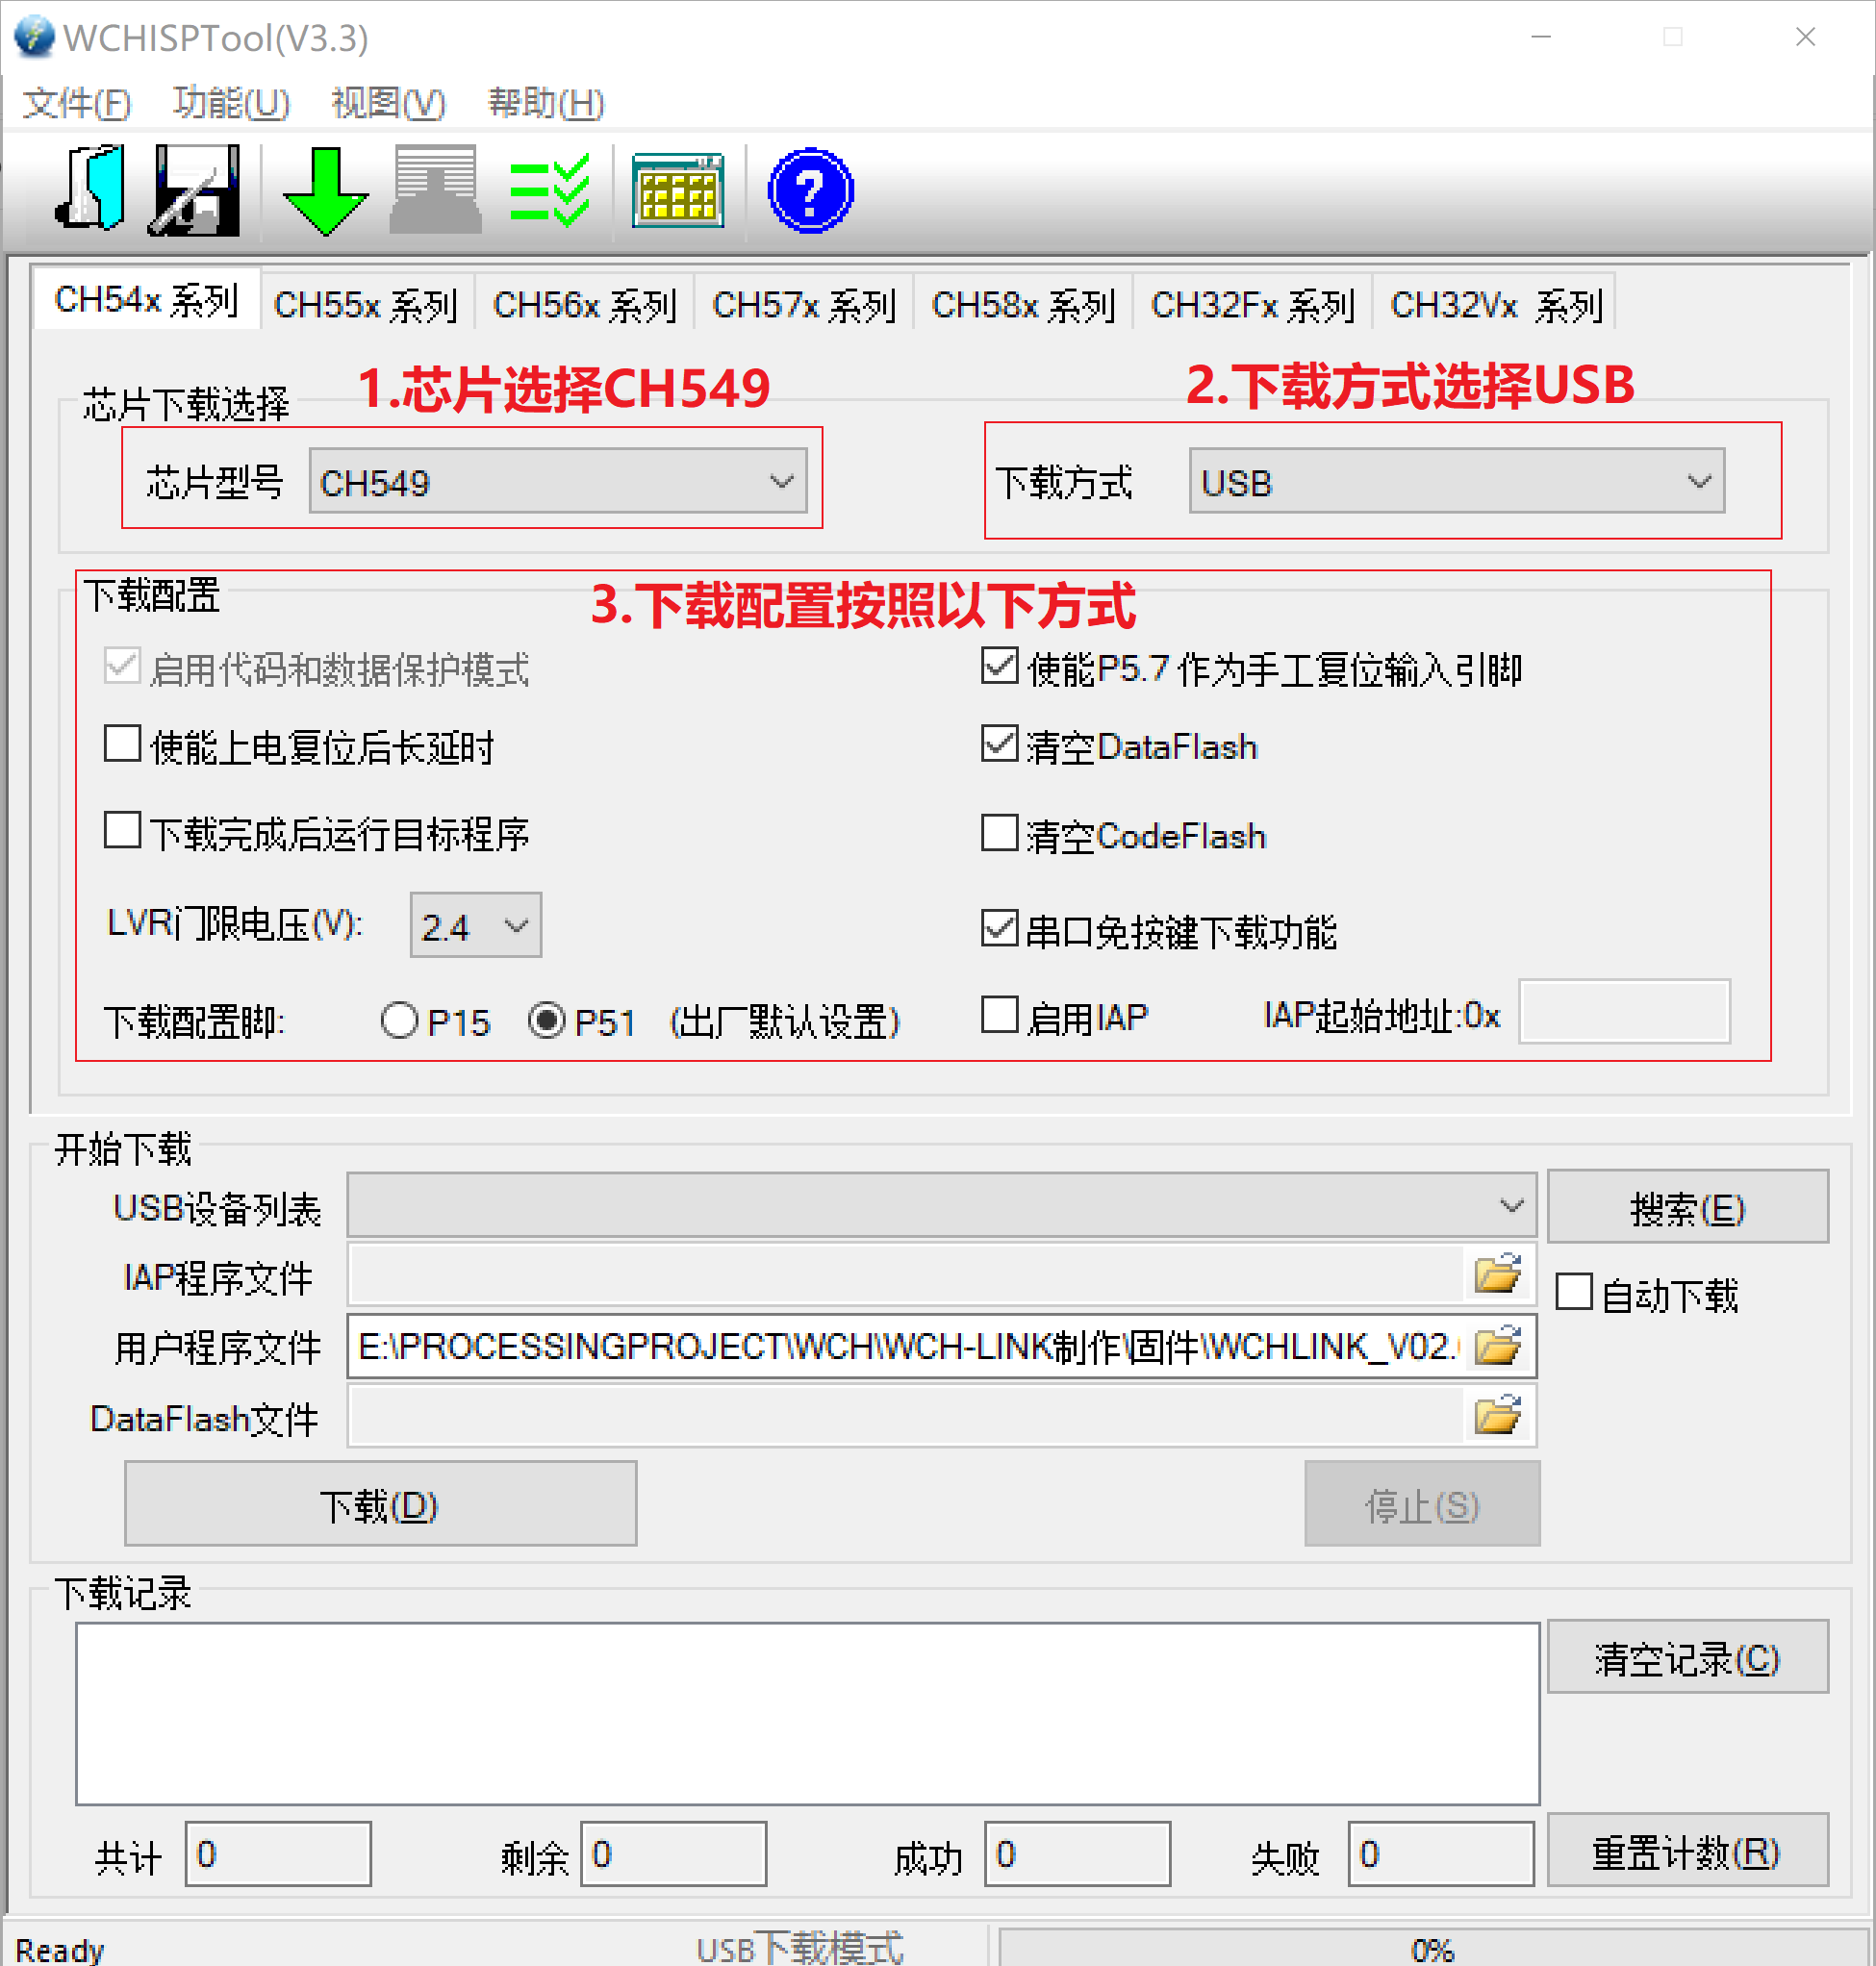 WCHISPTool(V3.3)
文件(F) 功能(U) 视图(V) 帮助(H)
CH54x 系列 CH55x 系列 CH56x 系列 CH57x 系列 CH58x 系列 CH32Fx 系列 CH32Vx 系列
1.芯片选择CH549 2.下载方式选择USB
芯片下载选择
芯片型号 CH549 下载方式 USB
3.下载配置按照以下方式
下载配置
启用代码和数据保护模式 使能P5.7 作为手工复位输入引脚
使能上电复位后长延时 清空DataFlash
下载完成后运行目标程序 清空CodeFlash
LVR门限电压(V): 2.4 串口免按键下载功能
下载配置脚: P15 P51 (出厂默认设置) 启用IAP IAP起始地址:0x
开始下载
USB设备列表 搜索(E)
IAP程序文件 自动下载
用户程序文件 E:\PROCESSINGPROJECT\WCH\WCH-LINK制作\固件\WCHLINK_V02.
DataFlash文件
下载(D) 停止(S)
下载记录
清空记录(C)
共计 0 剩余 0 成功 0 失败 0 重置计数(R)
Ready USB下载模式 0%